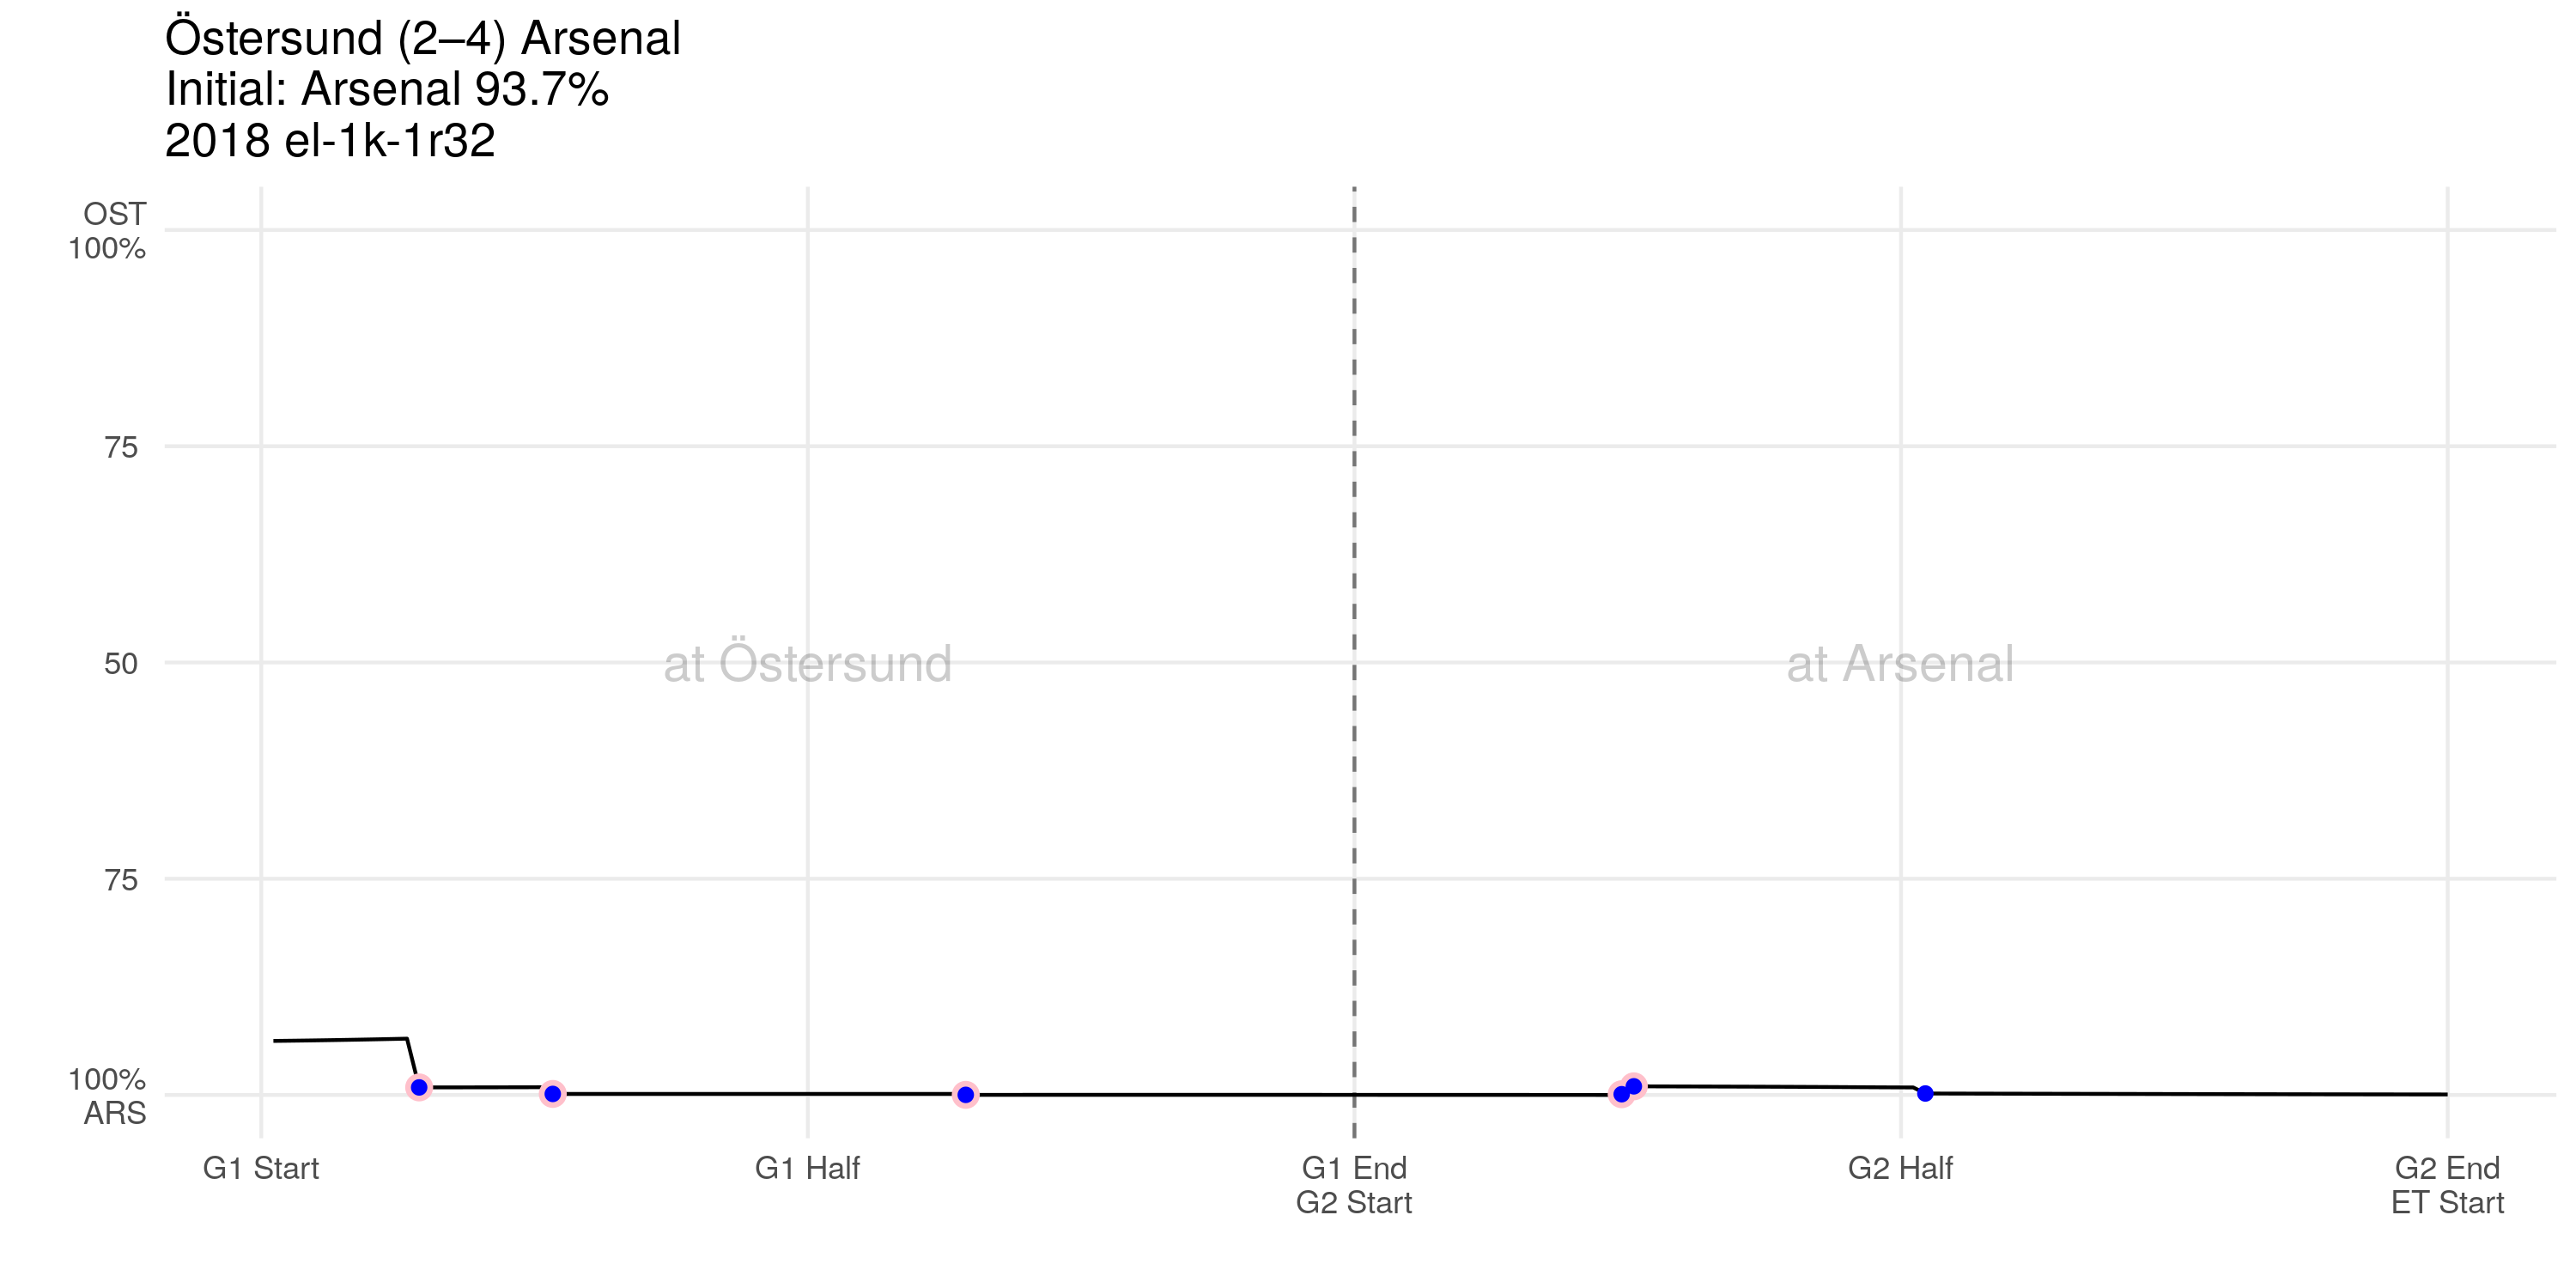 Östersund (2–4) Arsenal
Initial: Arsenal 93.7%
2018 el-1k-1r32
OST
100%
75
50
75
100%
ARS
at Östersund
at Arsenal
G1 Start
G1 Half
G1 End
G2 Start
G2 Half
G2 End
ET Start